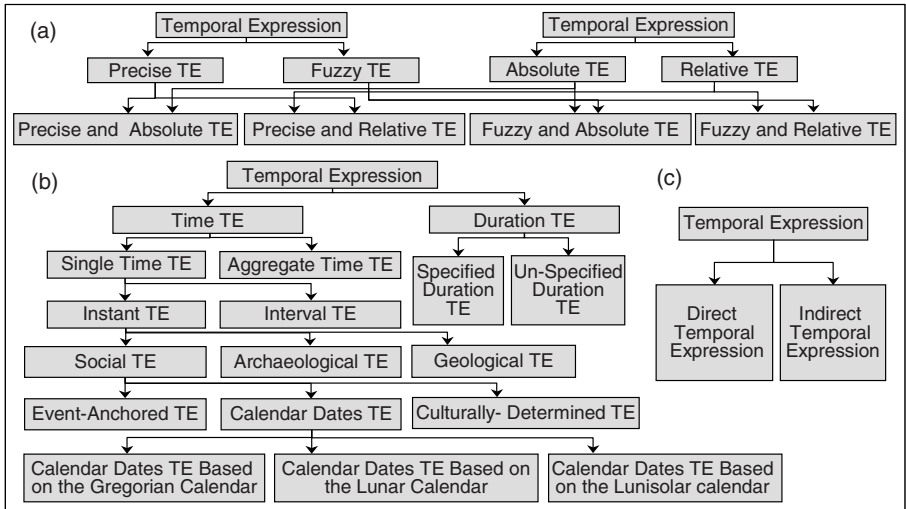 (a)
Temporal Expression
Temporal Expression
Precise TE
Fuzzy TE
Absolute TE
Relative TE
Precise and Absolute TE
Precise and Relative TE
Fuzzy and Absolute TE
Fuzzy and Relative TE
(b)
Temporal Expression
Time TE
Duration TE
Single Time TE
Aggregate Time TE
Specified
Duration
TE
Un-Specified
Duration
TE
Instant TE
Interval TE
Social TE
Archaeological TE
Geological TE
Event-Anchored TE
Calendar Dates TE
Culturally- Determined TE
Calendar Dates TE Based
on the Gregorian Calendar
Calendar Dates TE Based on
the Lunar Calendar
Calendar Dates TE Based
on the Lunisolar calendar
(c)
Temporal Expression
Direct
Temporal
Expression
Indirect
Temporal
Expression